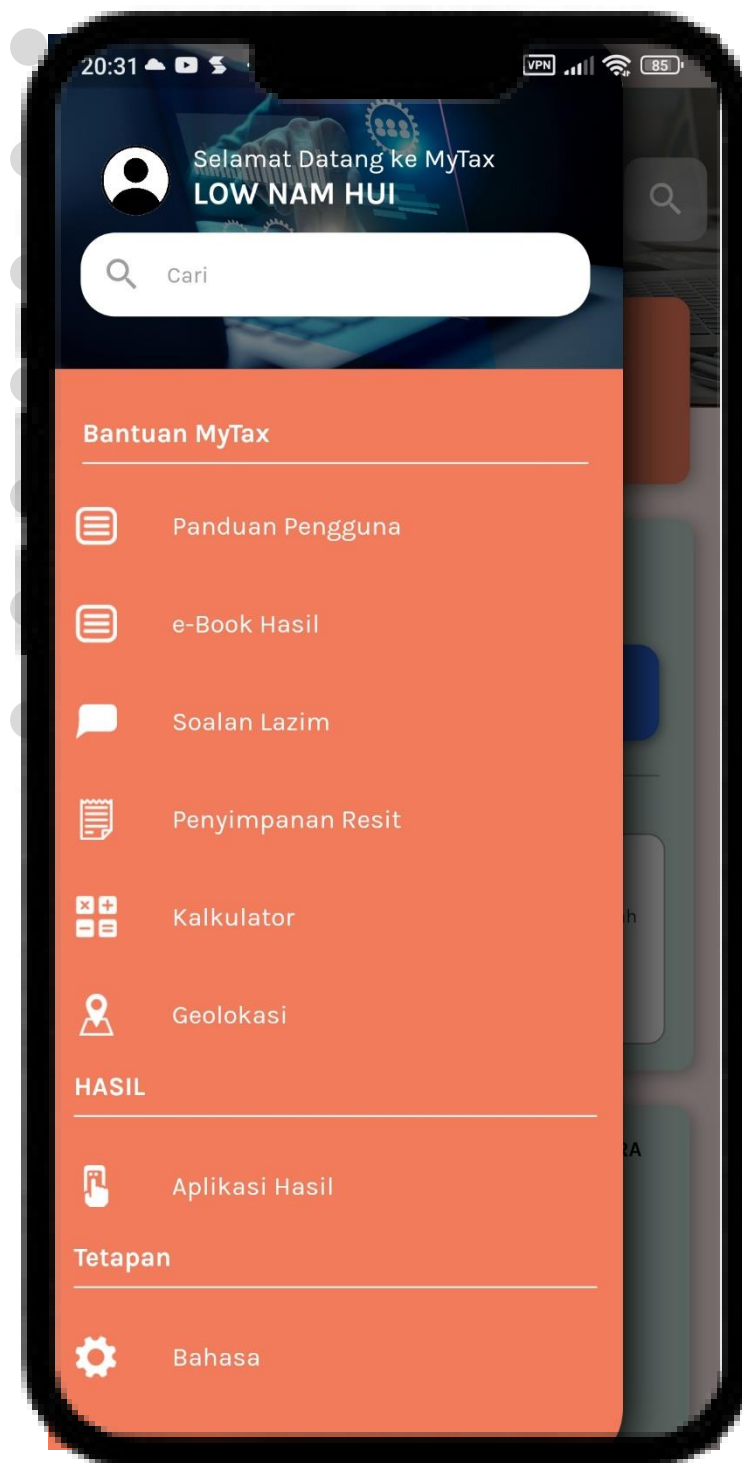 20:31
VPN
85
Selamat Datang ke MyTax
LOW NAM HUI
Cari
Bantuan MyTax
Panduan Pengguna
e-Book Hasil
Soalan Lazim
Penyimpanan Resit
Kalkulator
Geolokasi
HASIL
Aplikasi Hasil
Tetapan
Bahasa